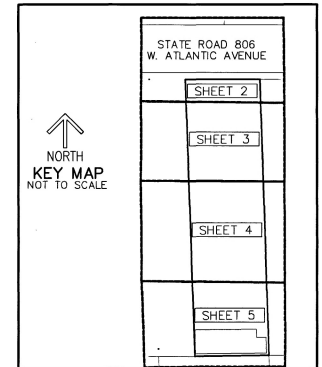 STATE ROAD 806
W. ATLANTIC AVENUE
SHEET 2
SHEET 3
NORTH
KEY MAP
NOT TO SCALE
SHEET 4
SHEET 5